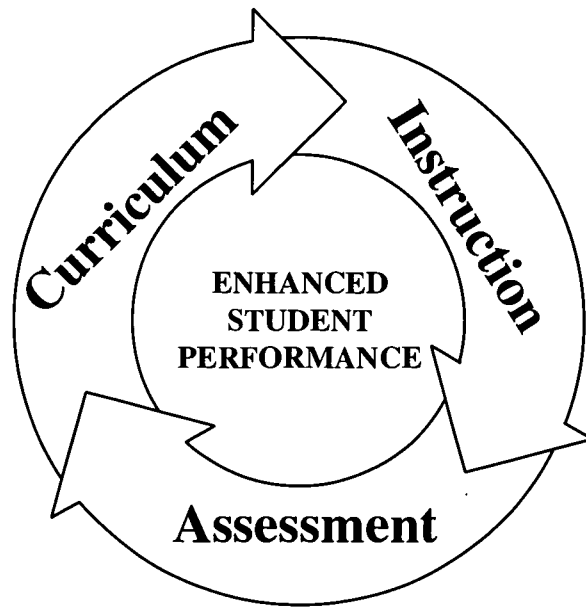 Curriculum
Instruction
ENHANCED
STUDENT
PERFORMANCE
Assessment